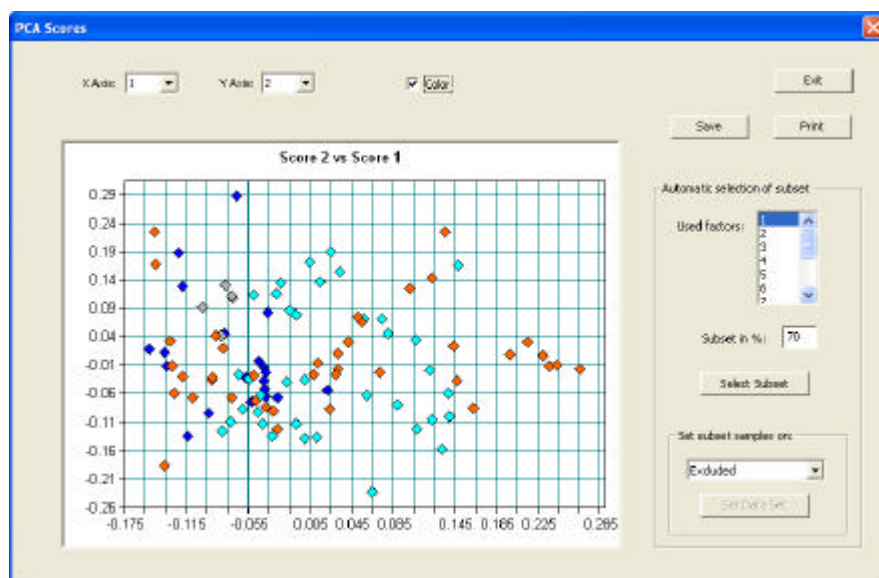 PCA Scores
X Axis: 1 Y Axis: 2 Color
Exit
Save Print
Score 2 vs Score 1
0.29
0.24
0.19
0.14
0.09
0.04
-0.01
-0.06
-0.11
-0.16
-0.21
-0.26
-0.175 -0.115 -0.055 0.005 0.045 0.085 0.145 0.185 0.225 0.285
Automatic selection of subset
Used factors: 1
2
3
4
5
6
7
Subset in %: 70
Select Subset
Set subset samples on:
Excluded
Set Data Set